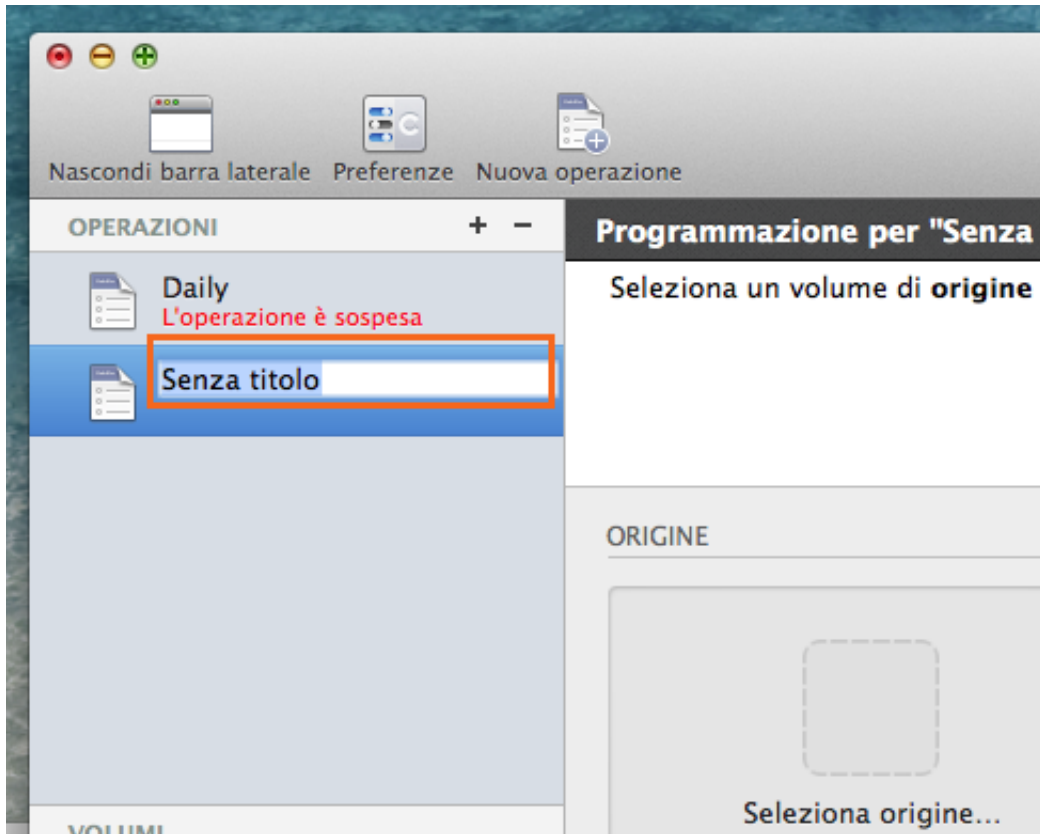 Nascondi barra laterale Preferenze Nuova operazione
OPERAZIONI + −
Programmazione per "Senza
Daily
L'operazione è sospesa
Seleziona un volume di origine
Senza titolo
ORIGINE
Seleziona origine...
VOLUMI